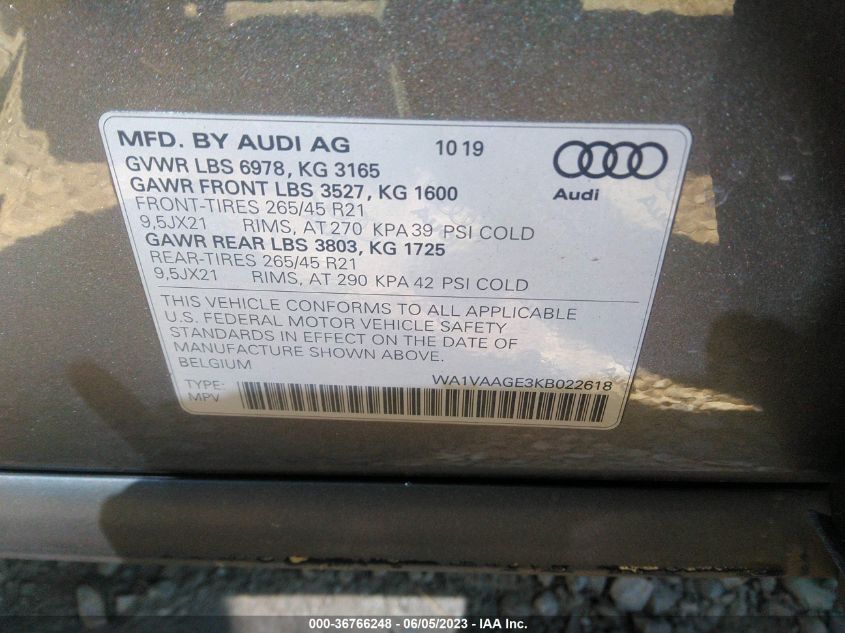 MFD. BY AUDI AG 10 19
GVWR LBS 6978, KG 3165
GAWR FRONT LBS 3527, KG 1600
FRONT-TIRES 265/45 R21
9,5JX21 RIMS, AT 270 KPA 39 PSI COLD
GAWR REAR LBS 3803, KG 1725
REAR-TIRES 265/45 R21
9,5JX21 RIMS, AT 290 KPA 42 PSI COLD
Audi
THIS VEHICLE CONFORMS TO ALL APPLICABLE
U.S. FEDERAL MOTOR VEHICLE SAFETY
STANDARDS IN EFFECT ON THE DATE OF
MANUFACTURE SHOWN ABOVE.
BELGIUM
WA1VAAGE3KB022618
TYPE:
MPV
000-36766248 - 06/05/2023 - IAAI.COM